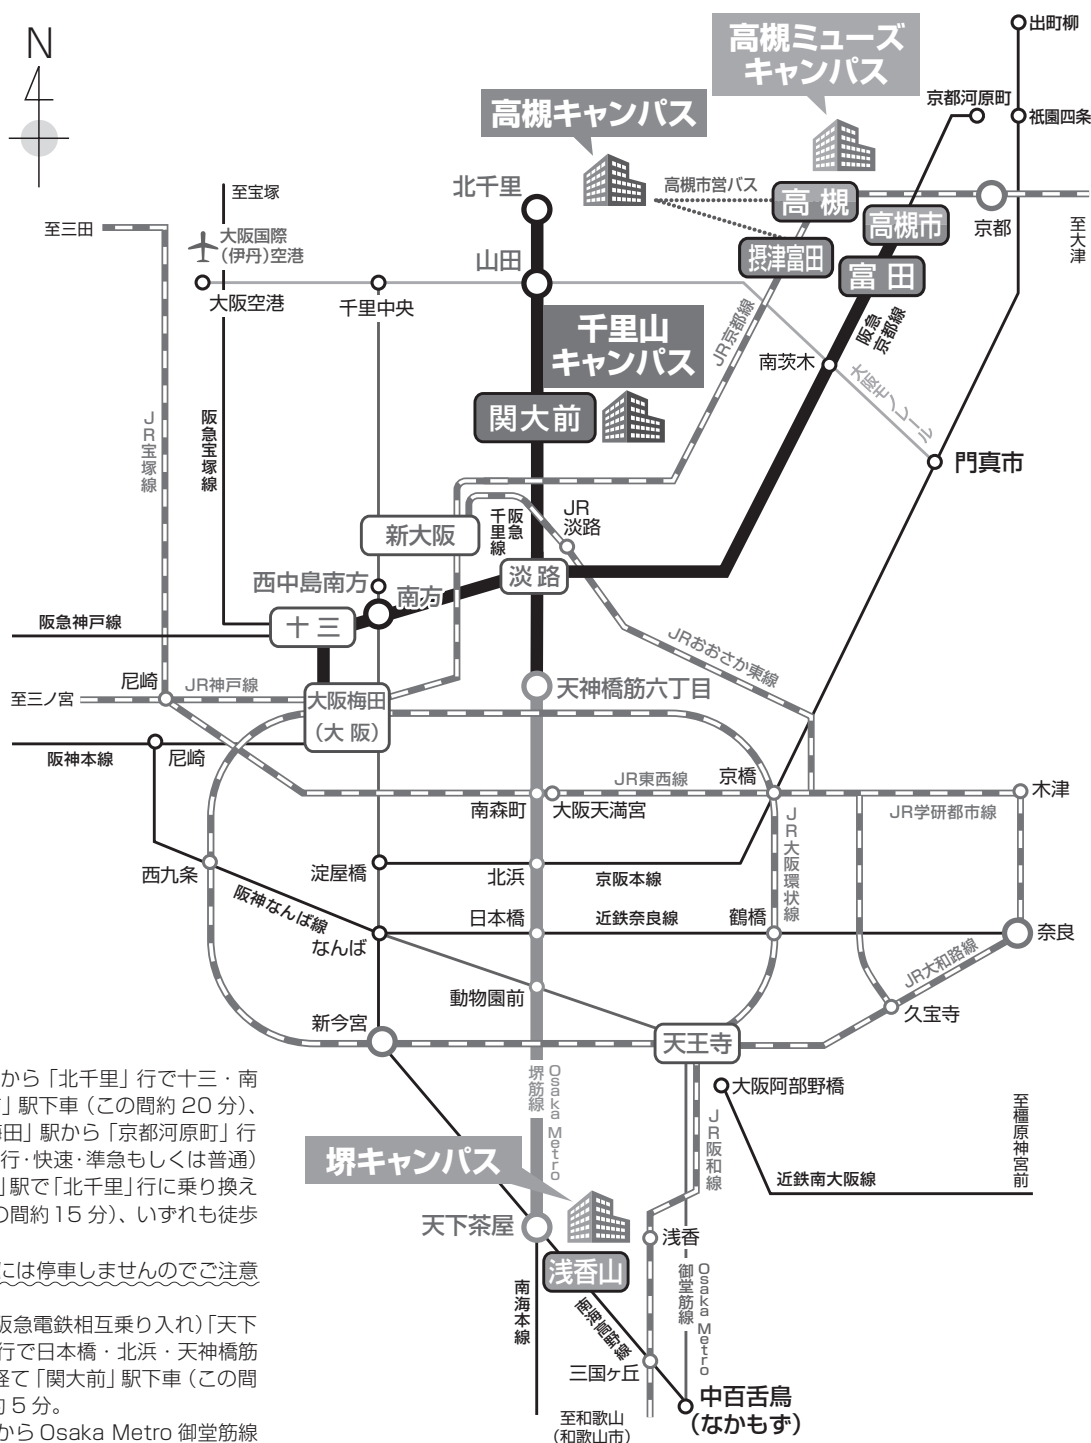 N
出町柳
高槻ミューズ
キャンパス
京都河原町
祇園四条
高槻キャンパス
北千里
高槻市営バス
高 槻
高槻市
京都
至大津
至宝塚
至三田
大阪国際
(伊丹)空港
山田
摂津富田
富 田
大阪空港
千里中央
千里山
キャンパス
JR京都線
阪急
京都線
南茨木
大阪モノレール
関大前
門真市
JR宝塚線
阪急宝塚線
新大阪
阪急
千里線
JR
淡路
西中島南方
南方
淡 路
阪急神戸線
十 三
JRおおさか東線
尼崎
JR神戸線
至三ノ宮
大阪梅田
(大 阪)
天神橋筋六丁目
阪神本線
尼崎
JR東西線
京橋
木津
南森町
大阪天満宮
JR学研都市線
JR大阪環状線
西九条
淀屋橋
北浜
京阪本線
阪神なんば線
日本橋
近鉄奈良線
鶴橋
奈良
なんば
JR大和路線
動物園前
久宝寺
新今宮
天王寺
Osaka Metro
堺筋線
大阪阿部野橋
JR阪和線
至橿原神宮前
近鉄南大阪線
堺キャンパス
天下茶屋
浅香
浅香山
南海本線
南海高野線
Osaka Metro
御堂筋線
三国ヶ丘
中百舌鳥
(なかもず)
至和歌山
(和歌山市)
から「北千里」行で十三・南
」駅下車(この間約20分)、
梅田」駅から「京都河原町」行
行・快速・準急もしくは普通)
」駅で「北千里」行に乗り換え
の間約15分)、いずれも徒歩
には停車しませんのでご注意
阪急電鉄相互乗り入れ)「天下
行で日本橋・北浜・天神橋筋
経て「関大前」駅下車(この間
約5分。
からOsaka Metro 御堂筋線